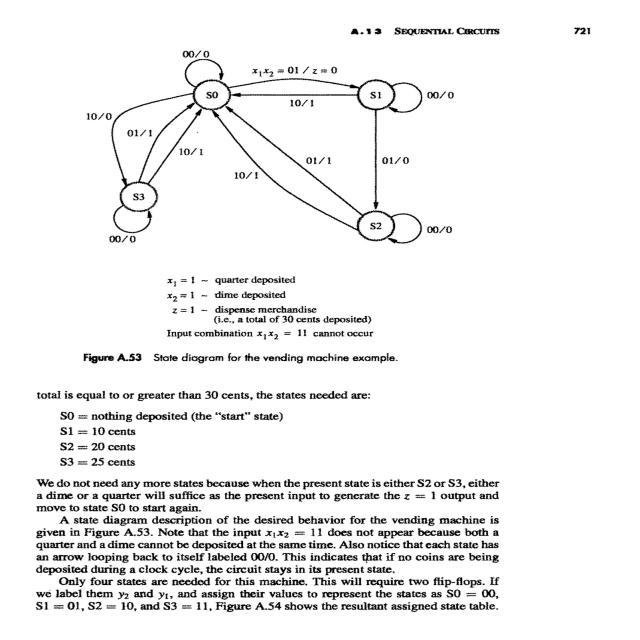 A.13 SEQUENTIAL CIRCUITS 721
00/0
x₁x₂ = 01 / z = 0
S0
S1
00/0
10/1
10/0
01/1
10/1
01/1
01/0
10/1
S3
S2
00/0
00/0
x₁ = 1 – quarter deposited
x₂ = 1 – dime deposited
z = 1 – dispense merchandise
(i.e., a total of 30 cents deposited)
Input combination x₁x₂ = 11 cannot occur
Figure A.53 State diagram for the vending machine example.
total is equal to or greater than 30 cents, the states needed are:
S0 = nothing deposited (the “start” state)
S1 = 10 cents
S2 = 20 cents
S3 = 25 cents
We do not need any more states because when the present state is either S2 or S3, either
a dime or a quarter will suffice as the present input to generate the z = 1 output and
move to state S0 to start again.
A state diagram description of the desired behavior for the vending machine is
given in Figure A.53. Note that the input x₁x₂ = 11 does not appear because both a
quarter and a dime cannot be deposited at the same time. Also notice that each state has
an arrow looping back to itself labeled 00/0. This indicates that if no coins are being
deposited during a clock cycle, the circuit stays in its present state.
Only four states are needed for this machine. This will require two flip-flops. If
we label them y₂ and y₁, and assign their values to represent the states as S0 = 00,
S1 = 01, S2 = 10, and S3 = 11, Figure A.54 shows the resultant assigned state table.